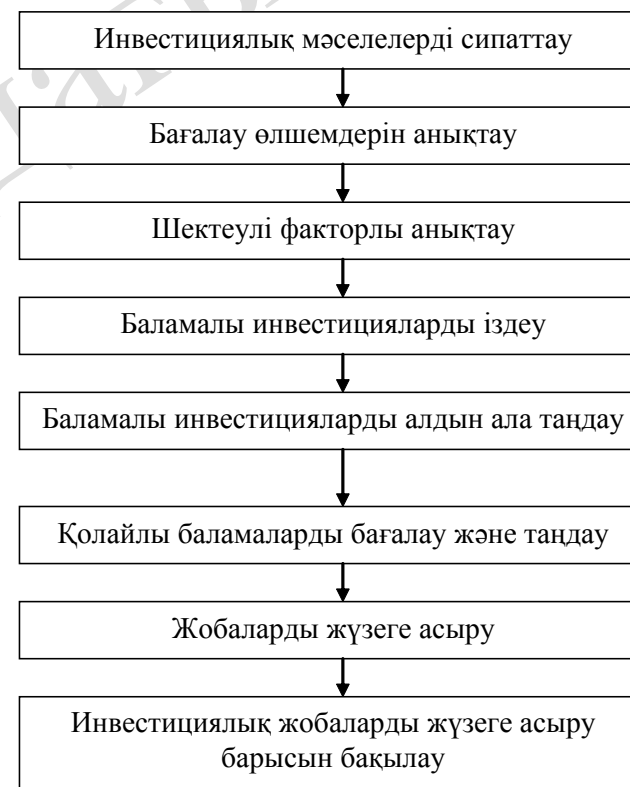 Инвестициялық мәселелерді сипаттау
Бағалау өлшемдерін анықтау
Шектеулі факторлы анықтау
Баламалы инвестицияларды іздеу
Баламалы инвестицияларды алдын ала таңдау
Қолайлы баламаларды бағалау және таңдау
Жобаларды жүзеге асыру
Инвестициялық жобаларды жүзеге асыру
барысын бақылау